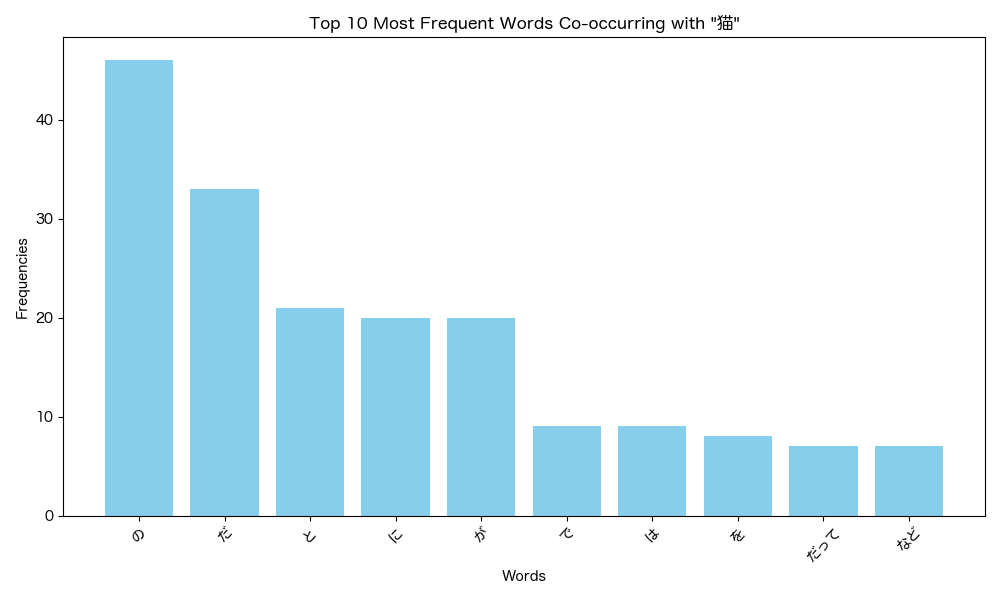 Top 10 Most Frequent Words Co-occurring with "猫"
Frequencies
40
30
20
10
0
の
だ
と
に
が
で
は
を
だって
など
Words